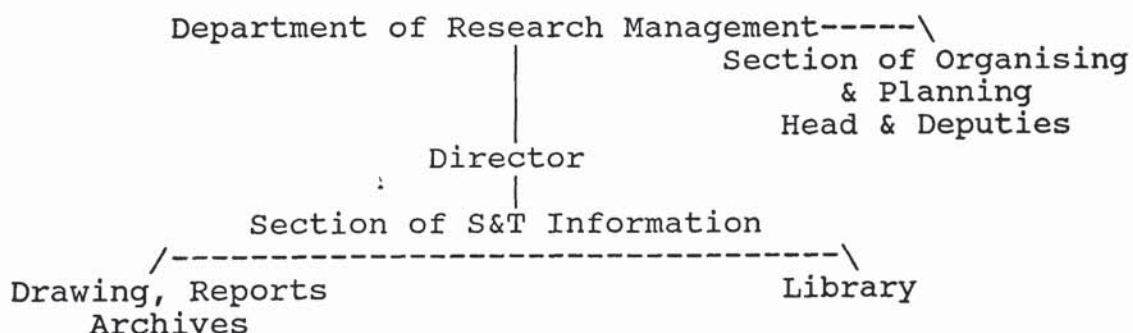 Department of Research Management-----\
Section of Organising
& Planning
Head & Deputies
Director
Section of S&T Information
/-----------------------------------\
Drawing, Reports
Archives
Library